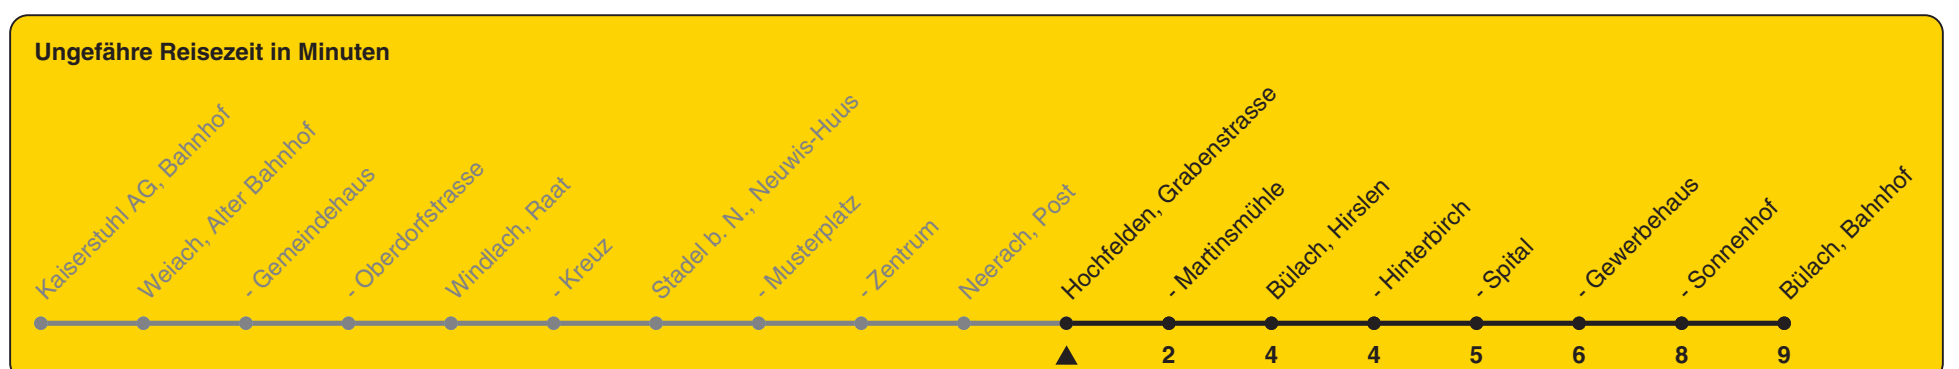 Ungefähre Reisezeit in Minuten
Kaiserstuhl AG, Bahnhof
Weiach, Alter Bahnhof
- Gemeindehaus
- Oberdorfstrasse
Windlach, Raat
- Kreuz
Stadel b. N., Neuwis-Huus
- Musterplatz
- Zentrum
Neerach, Post
Hochfelden, Grabenstrasse
- Martinsmühle
Bülach, Hirslen
- Hinterbirch
- Spital
- Gewerbehaus
- Sonnenhof
Bülach, Bahnhof
2 4 4 5 6 8 9